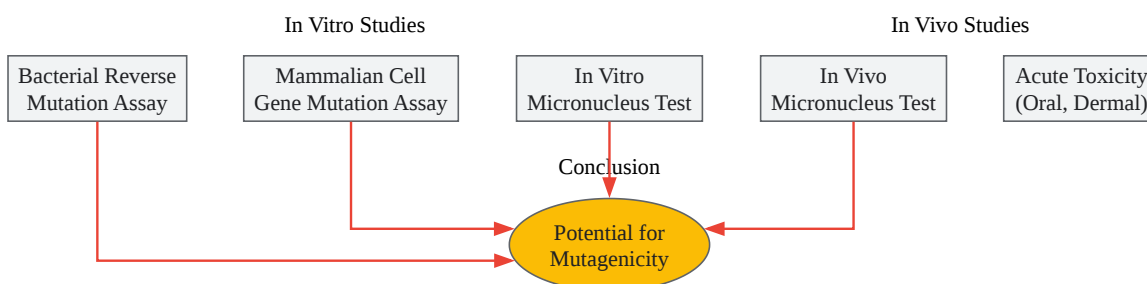 In Vitro Studies
In Vivo Studies
Bacterial Reverse
Mutation Assay
Mammalian Cell
Gene Mutation Assay
In Vitro
Micronucleus Test
In Vivo
Micronucleus Test
Acute Toxicity
(Oral, Dermal)
Conclusion
Potential for
Mutagenicity